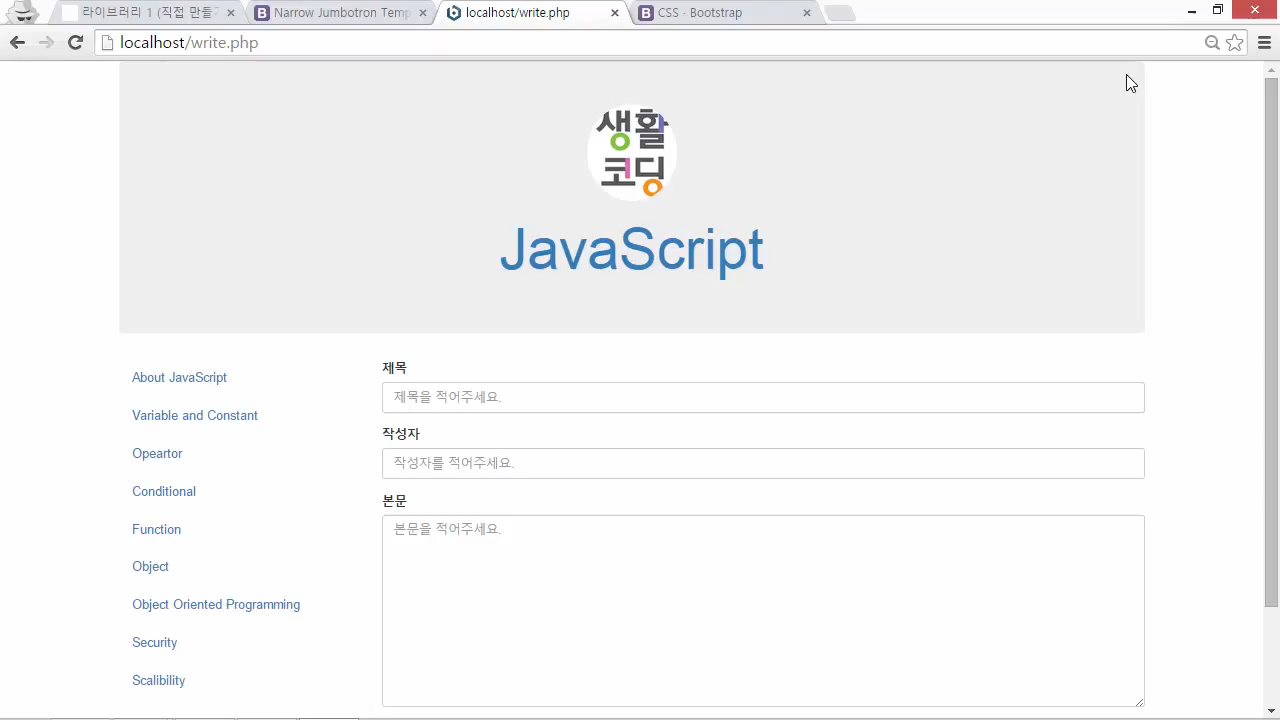 라이브러리 1 (직접 만들
Narrow Jumbotron Temp
localhost/write.php
CSS - Bootstrap
localhost/write.php
생활
코딩
JavaScript
About JavaScript
Variable and Constant
Opeartor
Conditional
Function
Object
Object Oriented Programming
Security
Scalibility
제목
제목을 적어주세요.
작성자
작성자를 적어주세요.
본문
본문을 적어주세요.